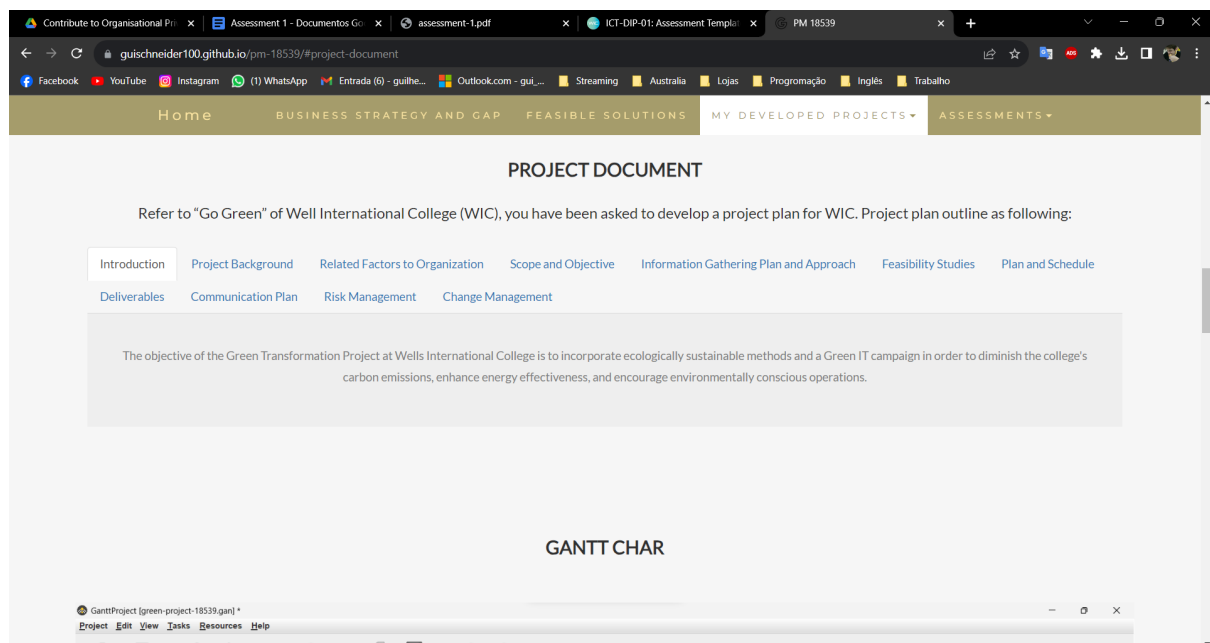 Contribute to Organisational Pri
Assessment 1 - Documentos Go
assessment-1.pdf
ICT-DIP-01: Assessment Templat
PM 18539
guischneider100.github.io/pm-18539/#project-document
Facebook YouTube Instagram (1) WhatsApp Entrada (6) - guilhe... Outlook.com - gui_... Streaming Australia Lojas Progromação Inglês Trabalho
Home BUSINESS STRATEGY AND GAP FEASIBLE SOLUTIONS MY DEVELOPED PROJECTS ASSESSMENTS
PROJECT DOCUMENT
Refer to “Go Green” of Well International College (WIC), you have been asked to develop a project plan for WIC. Project plan outline as following:
Introduction Project Background Related Factors to Organization Scope and Objective Information Gathering Plan and Approach Feasibility Studies Plan and Schedule
Deliverables Communication Plan Risk Management Change Management
The objective of the Green Transformation Project at Wells International College is to incorporate ecologically sustainable methods and a Green IT campaign in order to diminish the college's
carbon emissions, enhance energy effectiveness, and encourage environmentally conscious operations.
GANTT CHAR
GanttProject [green-project-18539.gan] *
Project Edit View Tasks Resources Help